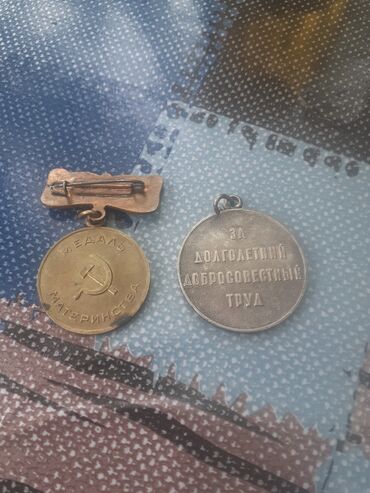 МЕДАЛЬ
МАТЕРИНСТВА
ЗА
ДОЛГОЛЕТНИЙ
ДОБРОСОВЕСТНЫЙ
ТРУД